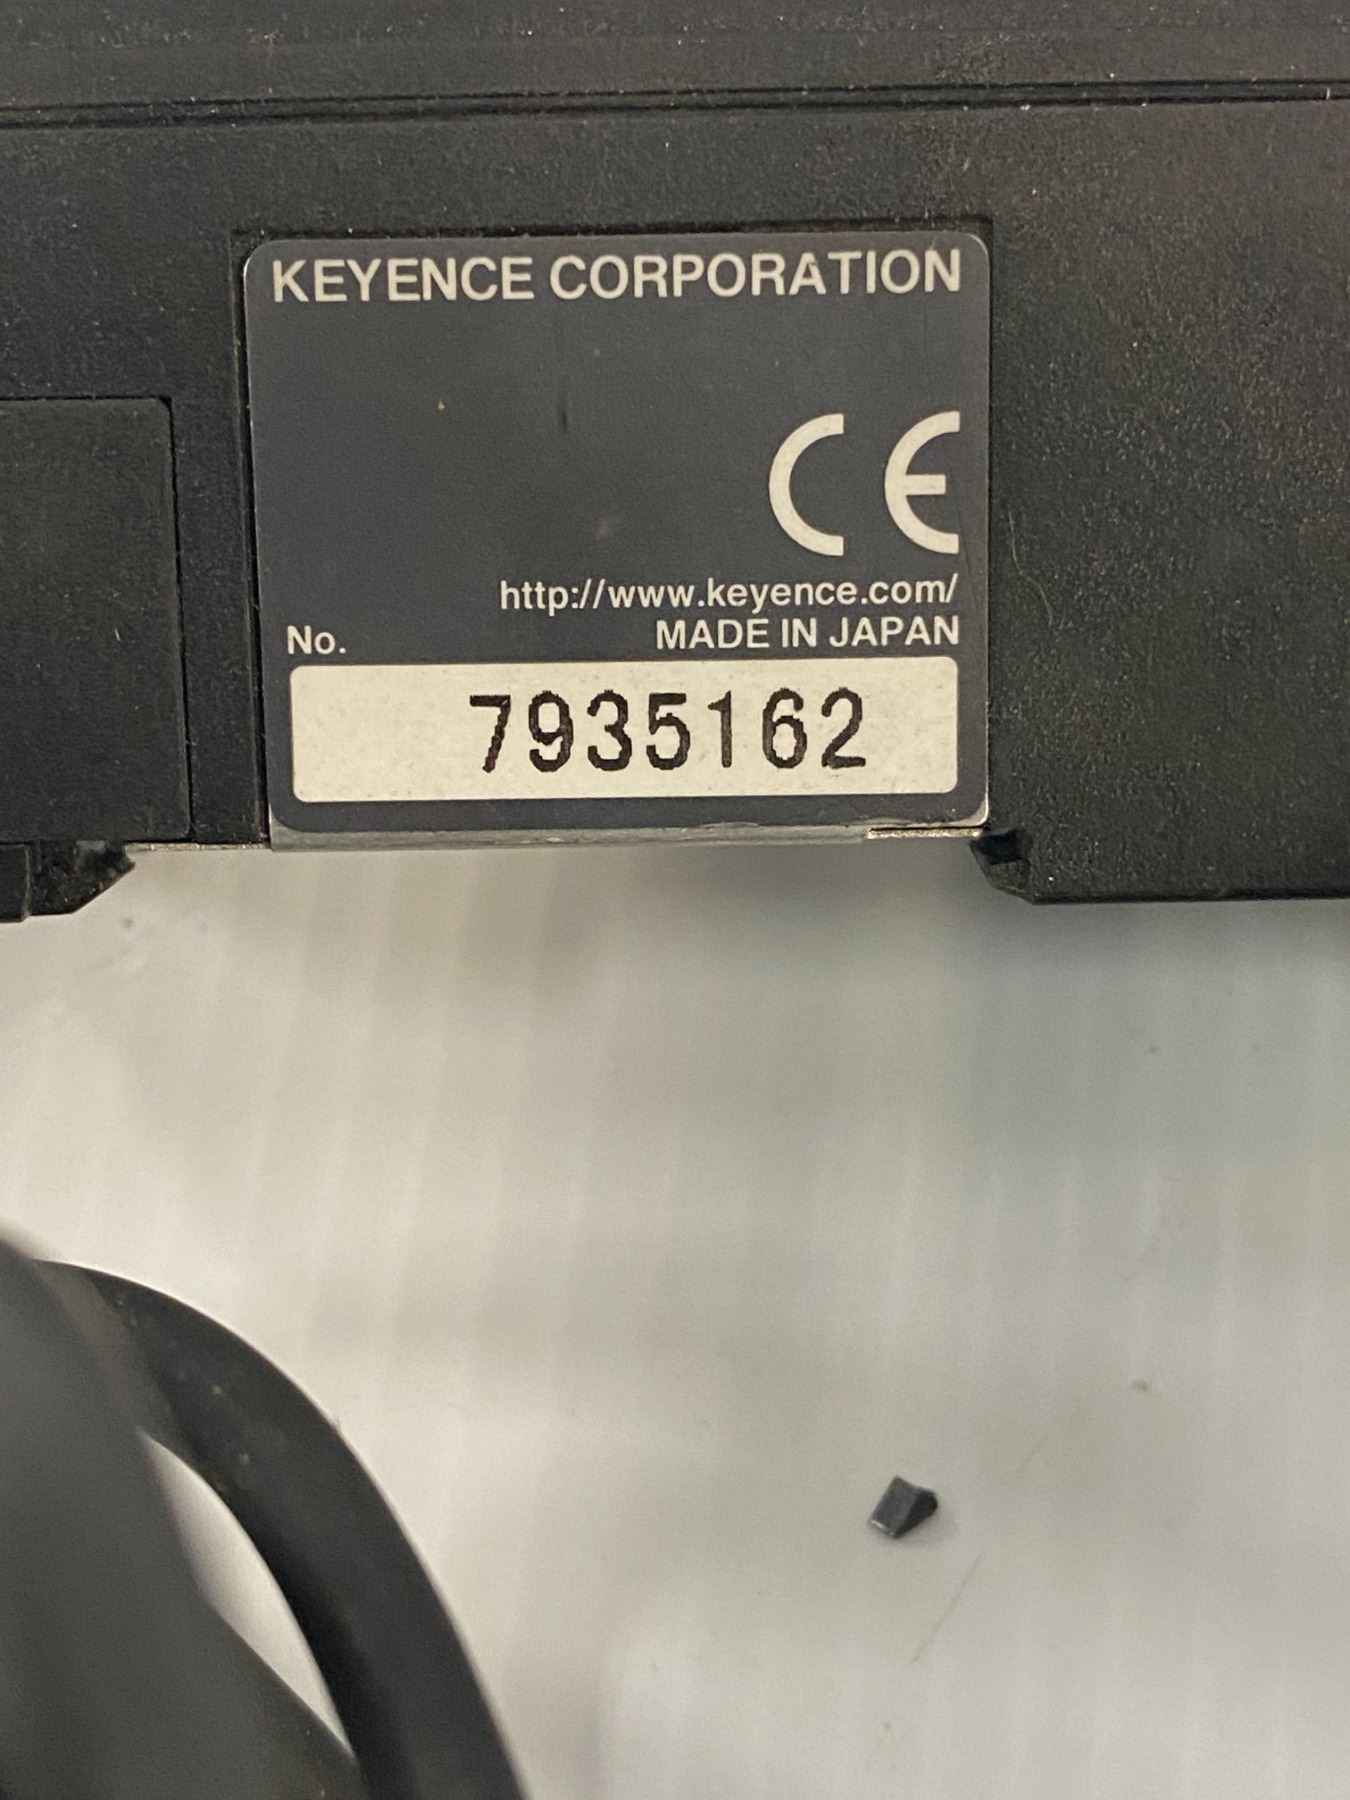 KEYENCE CORPORATION
CE
http://www.keyence.com/
No. MADE IN JAPAN
7935162